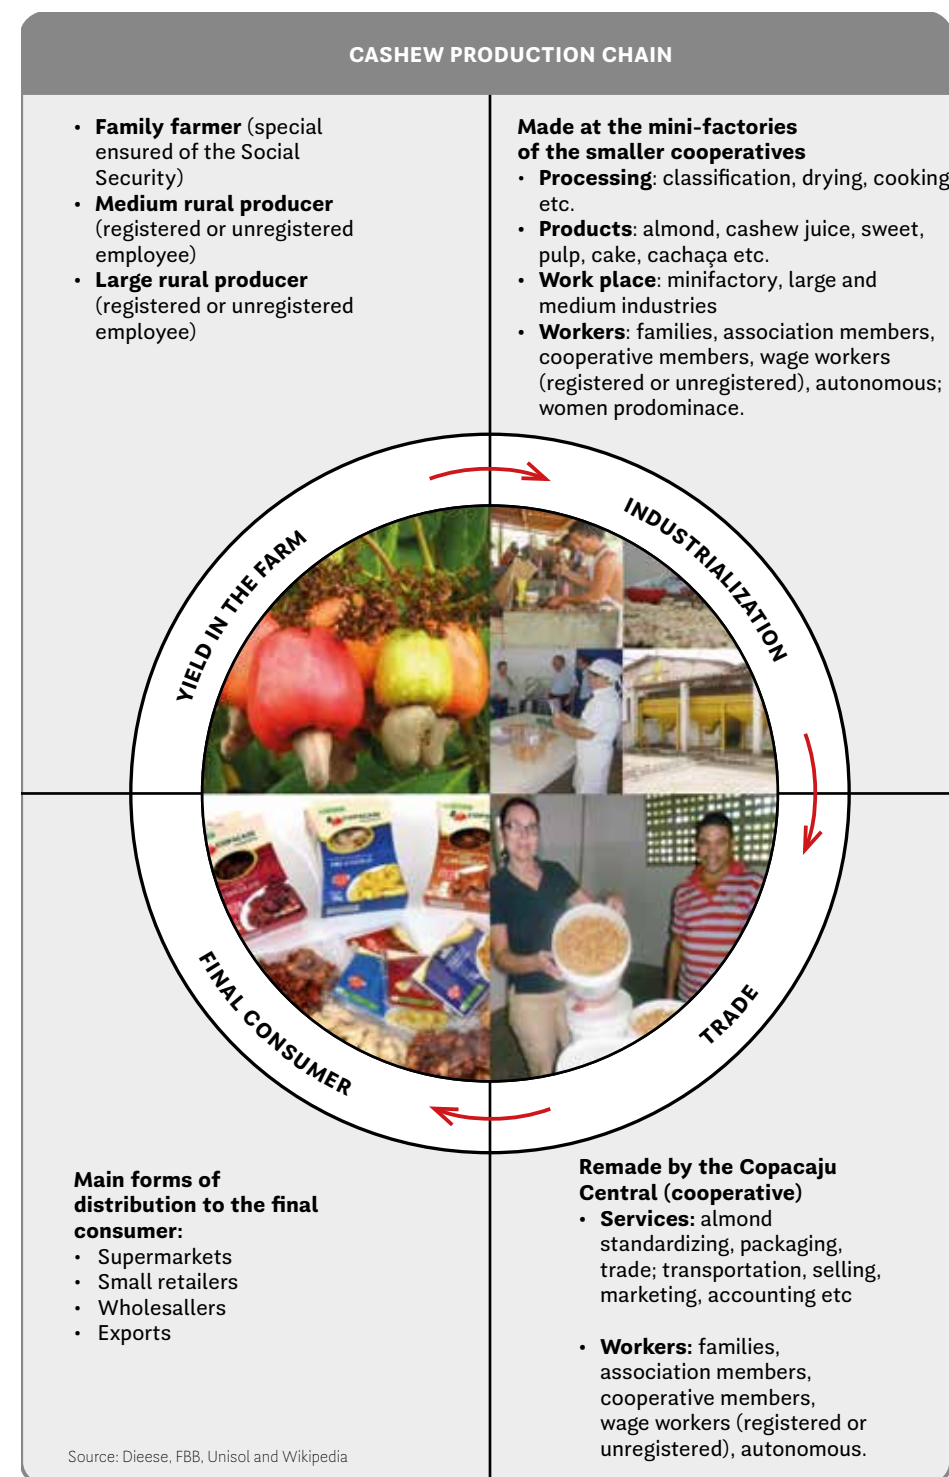 CASHEW PRODUCTION CHAIN
• Family farmer (special
ensured of the Social
Security)
• Medium rural producer
(registered or unregistered
employee)
• Large rural producer
(registered or unregistered
employee)
Made at the mini-factories
of the smaller cooperatives
• Processing: classification, drying, cooking
etc.
• Products: almond, cashew juice, sweet,
pulp, cake, cachaça etc.
• Work place: minifactory, large and
medium industries
• Workers: families, association members,
cooperative members, wage workers
(registered or unregistered), autonomous;
women prodominace.
YIELD IN THE FARM
INDUSTRIALIZATION
FINAL CONSUMER
TRADE
COPACAJU
Main forms of
distribution to the final
consumer:
• Supermarkets
• Small retailers
• Wholesallers
• Exports
Remade by the Copacaju
Central (cooperative)
• Services: almond
standardizing, packaging,
trade; transportation, selling,
marketing, accounting etc
• Workers: families,
association members,
cooperative members,
wage workers (registered or
unregistered), autonomous.
Source: Dieese, FBB, Unisol and Wikipedia